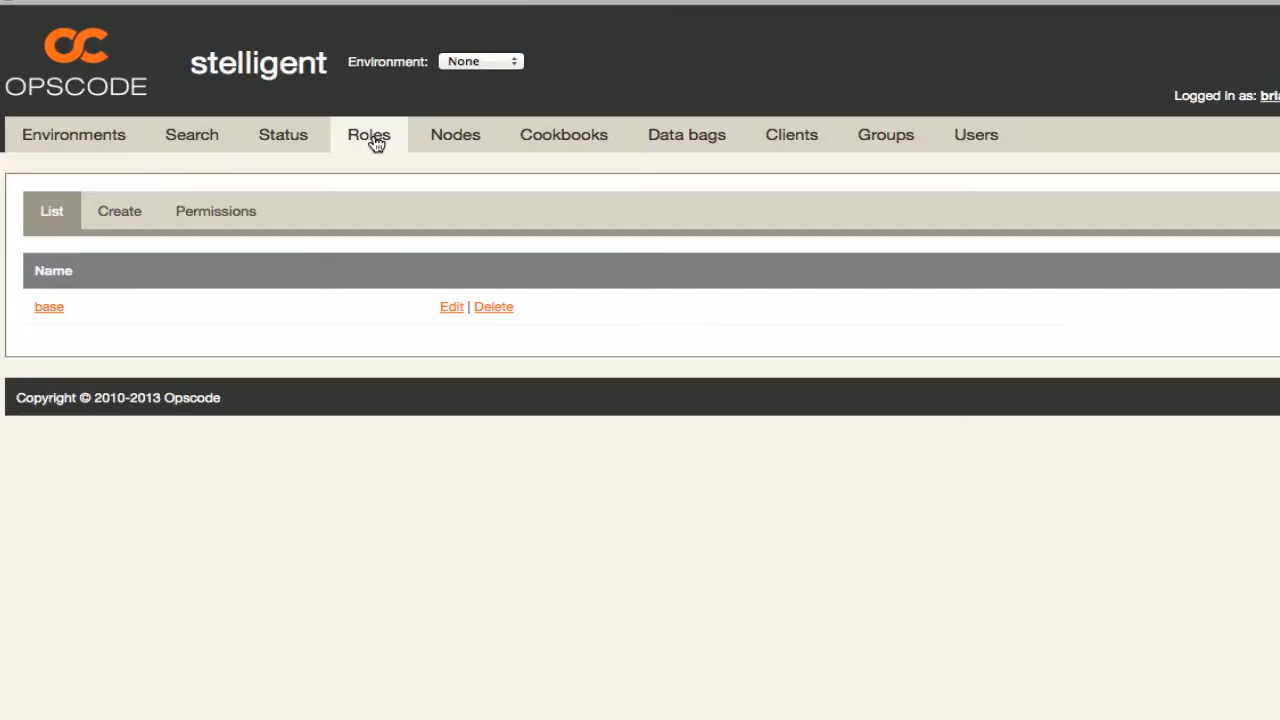 OPSCODE
stelligent
Environment: None
Logged in as:
Environments Search Status Roles Nodes Cookbooks Data bags Clients Groups Users
List Create Permissions
Name
base Edit | Delete
Copyright © 2010-2013 Opscode